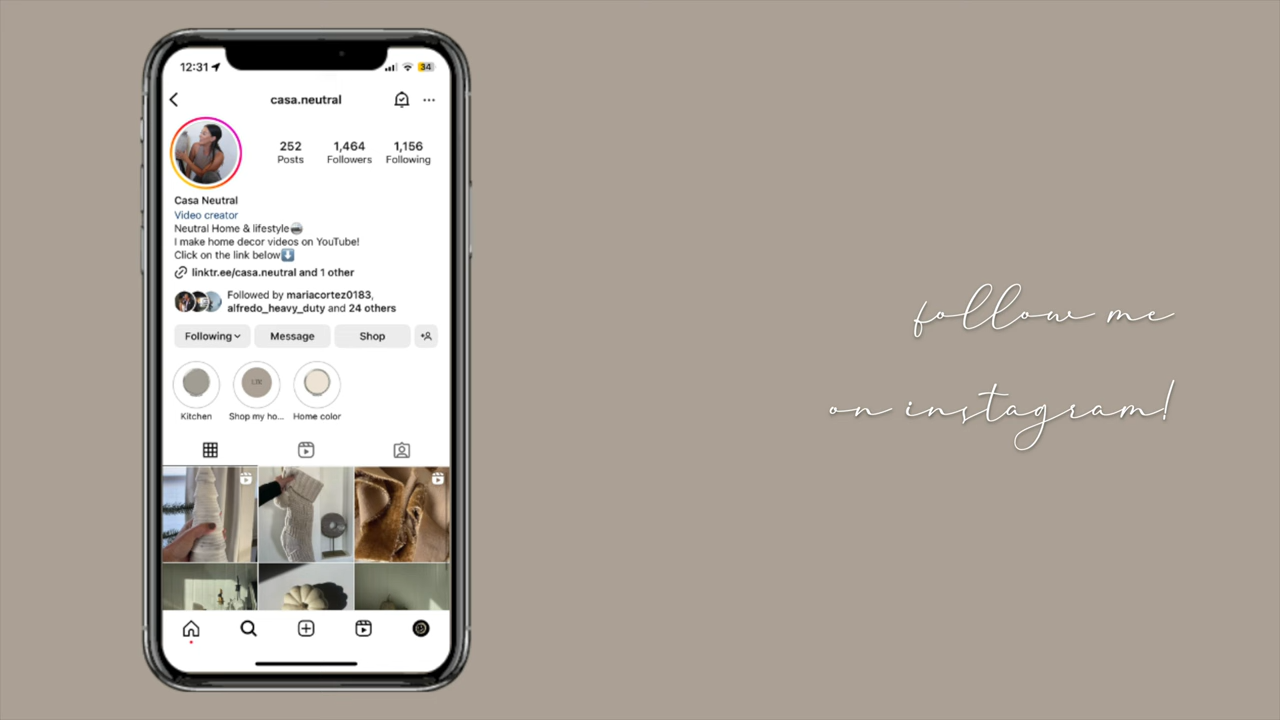 12:31
34
casa.neutral
252
Posts
1,464
Followers
1,156
Following
Casa Neutral
Video creator
Neutral Home & lifestyle
I make home decor videos on YouTube!
Click on the link below⬇️
linktr.ee/casa.neutral and 1 other
Followed by mariacortez0183,
alfredo_heavy_duty and 24 others
Following
Message
Shop
Kitchen
Shop my ho...
Home color
follow me
on instagram!